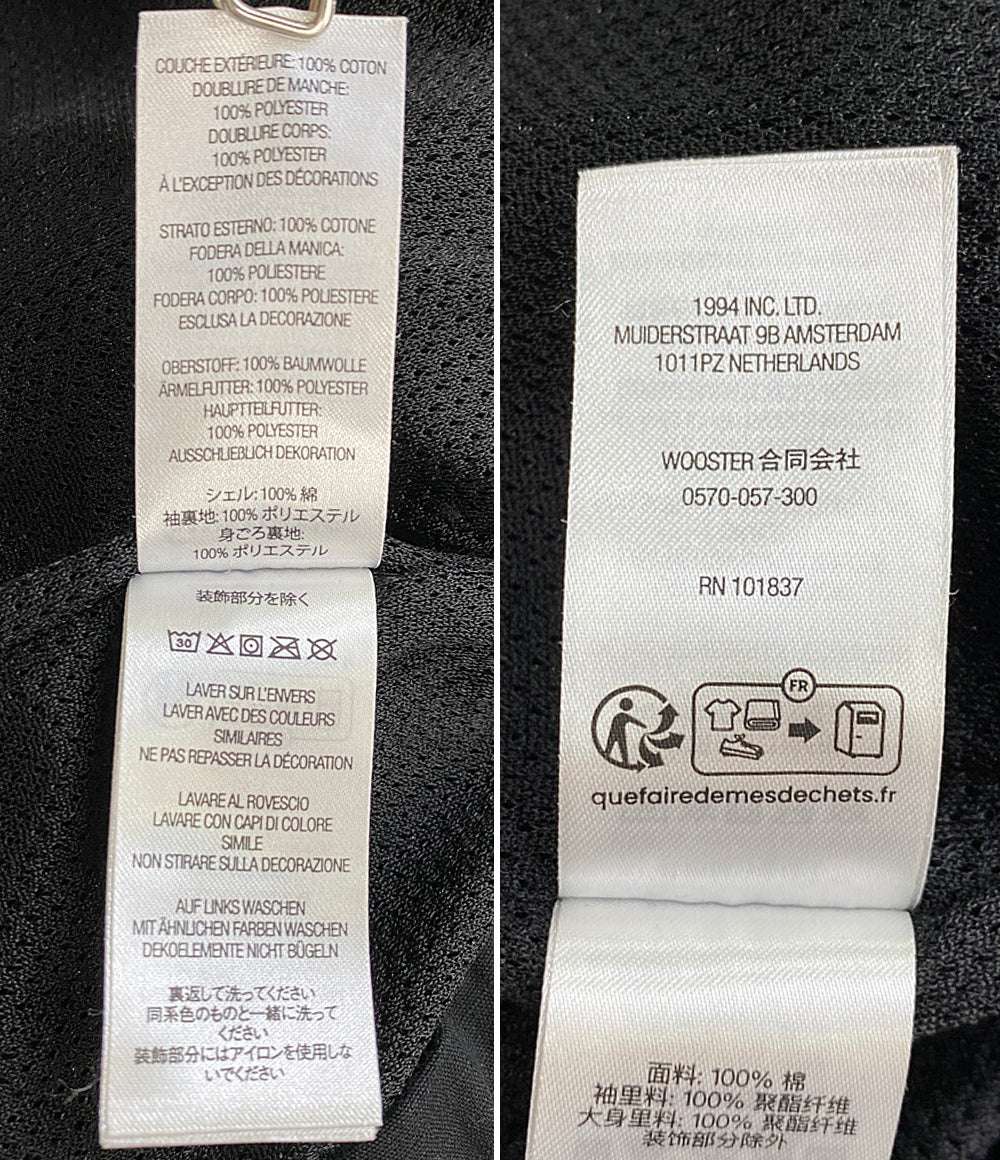 COUCHE EXTÉRIEURE: 100% COTON
DOUBLURE DE MANCHE:
100% POLYESTER
DOUBLURE CORPS:
100% POLYESTER
À L'EXCEPTION DES DÉCORATIONS
STRATO ESTERNO: 100% COTONE
FODERA DELLA MANICA:
100% POLIESTERE
FODERA CORPO: 100% POLIESTERE
ESCLUSA LA DECORAZIONE
OBERSTOFF: 100% BAUMWOLLE
ÄRMELFUTTER: 100% POLYESTER
HAUPTTEILFUTTER:
100% POLYESTER
AUSSCHLIEßLICH DEKORATION
シェル: 100% 綿
袖裏地: 100% ポリエステル
身ごろ裏地:
100% ポリエステル
装飾部分を除く
30
LAVER SUR L'ENVERS
LAVER AVEC DES COULEURS
SIMILAIRES
NE PAS REPASSER LA DÉCORATION
LAVARE AL ROVESCIO
LAVARE CON CAPI DI COLORE
SIMILE
NON STIRARE SULLA DECORAZIONE
AUF LINKS WASCHEN
MIT ÄHNLICHEN FARBEN WASCHEN
DEKOELEMENTE NICHT BÜGELN
裏返して洗ってください
同系色のものと一緒に洗って
ください
装飾部分にはアイロンを使用しな
いでください
1994 INC. LTD.
MUIDERSTRAAT 9B AMSTERDAM
1011PZ NETHERLANDS
WOOSTER 合同会社
0570-057-300
RN 101837
FR
quefairedemesdechets.fr
面料: 100% 棉
袖里料: 100% 聚酯纤维
大身里料: 100% 聚酯纤维
装饰部分除外